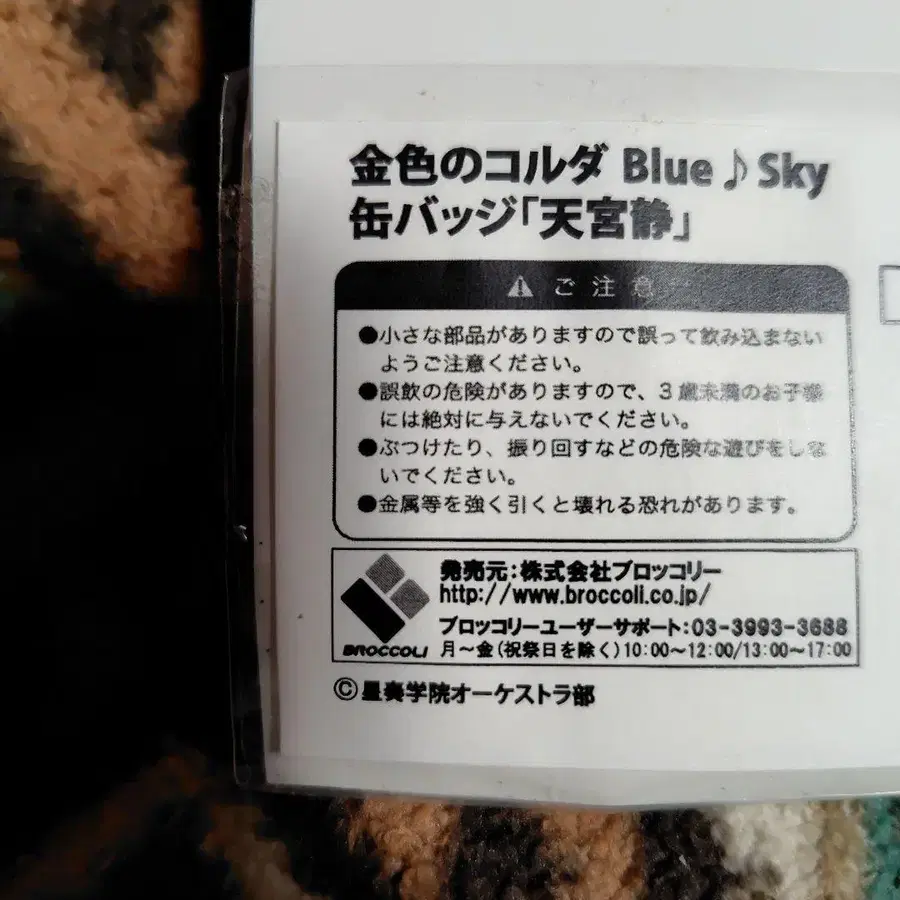 金色のコルダ Blue♪Sky
缶バッジ「天宮静」
⚠ ご注意
●小さな部品がありますので誤って飲み込まない
ようご注意ください。
●誤飲の危険がありますので、3歳未満のお子様
には絶対に与えないでください。
●ぶつけたり、振り回すなどの危険な遊びをしな
いでください。
●金属等を強く引くと壊れる恐れがあります。
発売元:株式会社ブロッコリー
http://www.broccoli.co.jp/
ブロッコリーユーザーサポート:03-3993-3688
BROCCOLI 月～金(祝祭日を除く)10:00～12:00/13:00～17:00
©星奏学院オーケストラ部